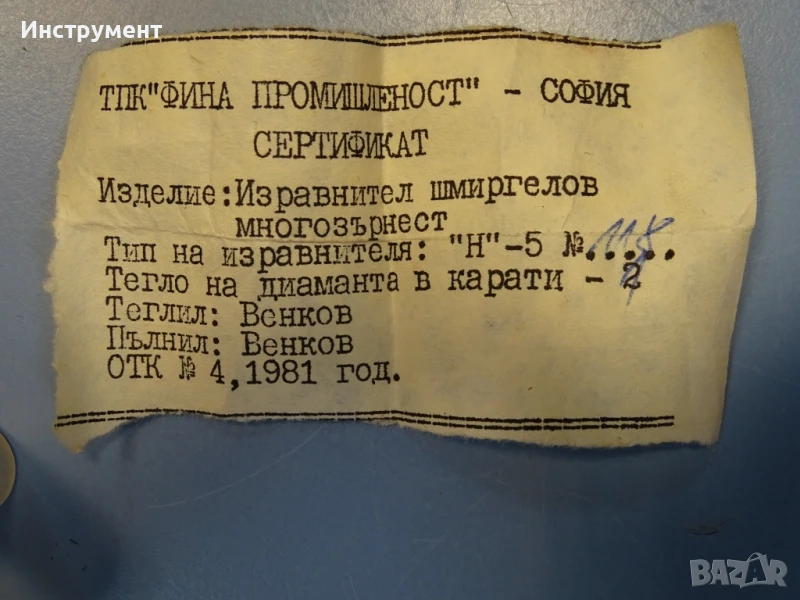 Инструмент
ТПК"ФИНА ПРОМИШЛЕНОСТ" - СОФИЯ
СЕРТИФИКАТ
Изделие:Изравнител шмиргелов
многозърнест
Тип на изравнителя: "Н"-5 №.....
Тегло на диаманта в карати - 2
Теглил: Венков
Пълнил: Венков
ОТК № 4,1981 год.
BAZAR